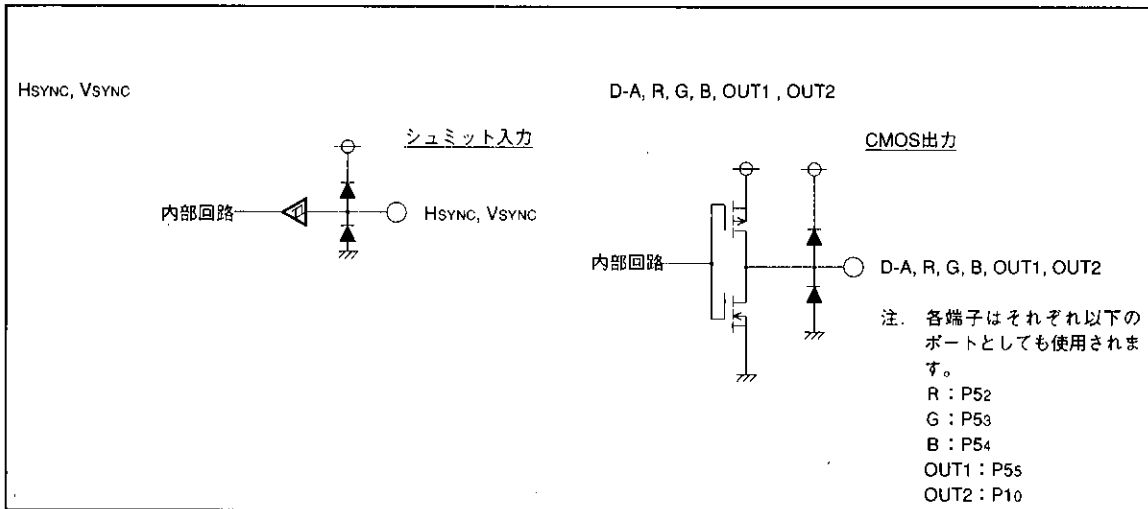 HSYNC, VSYNC
シュミット入力
内部回路
HSYNC, VSYNC
D-A, R, G, B, OUT1 , OUT2
CMOS出力
内部回路
D-A, R, G, B, OUT1, OUT2
注. 各端子はそれぞれ以下の
ポートとしても使用されま
す。
R：P52
G：P53
B：P54
OUT1：P55
OUT2：P10